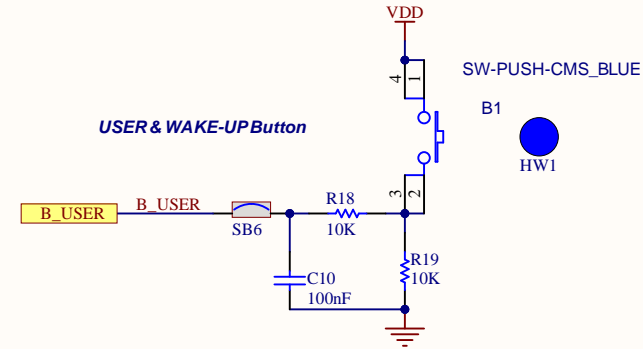 VDD
4
1
SW-PUSH-CMS_BLUE
B1
USER & WAKE-UP Button
HW1
3
2
B_USER
B_USER
R18
SB6
10K
R19
10K
C10
100nF